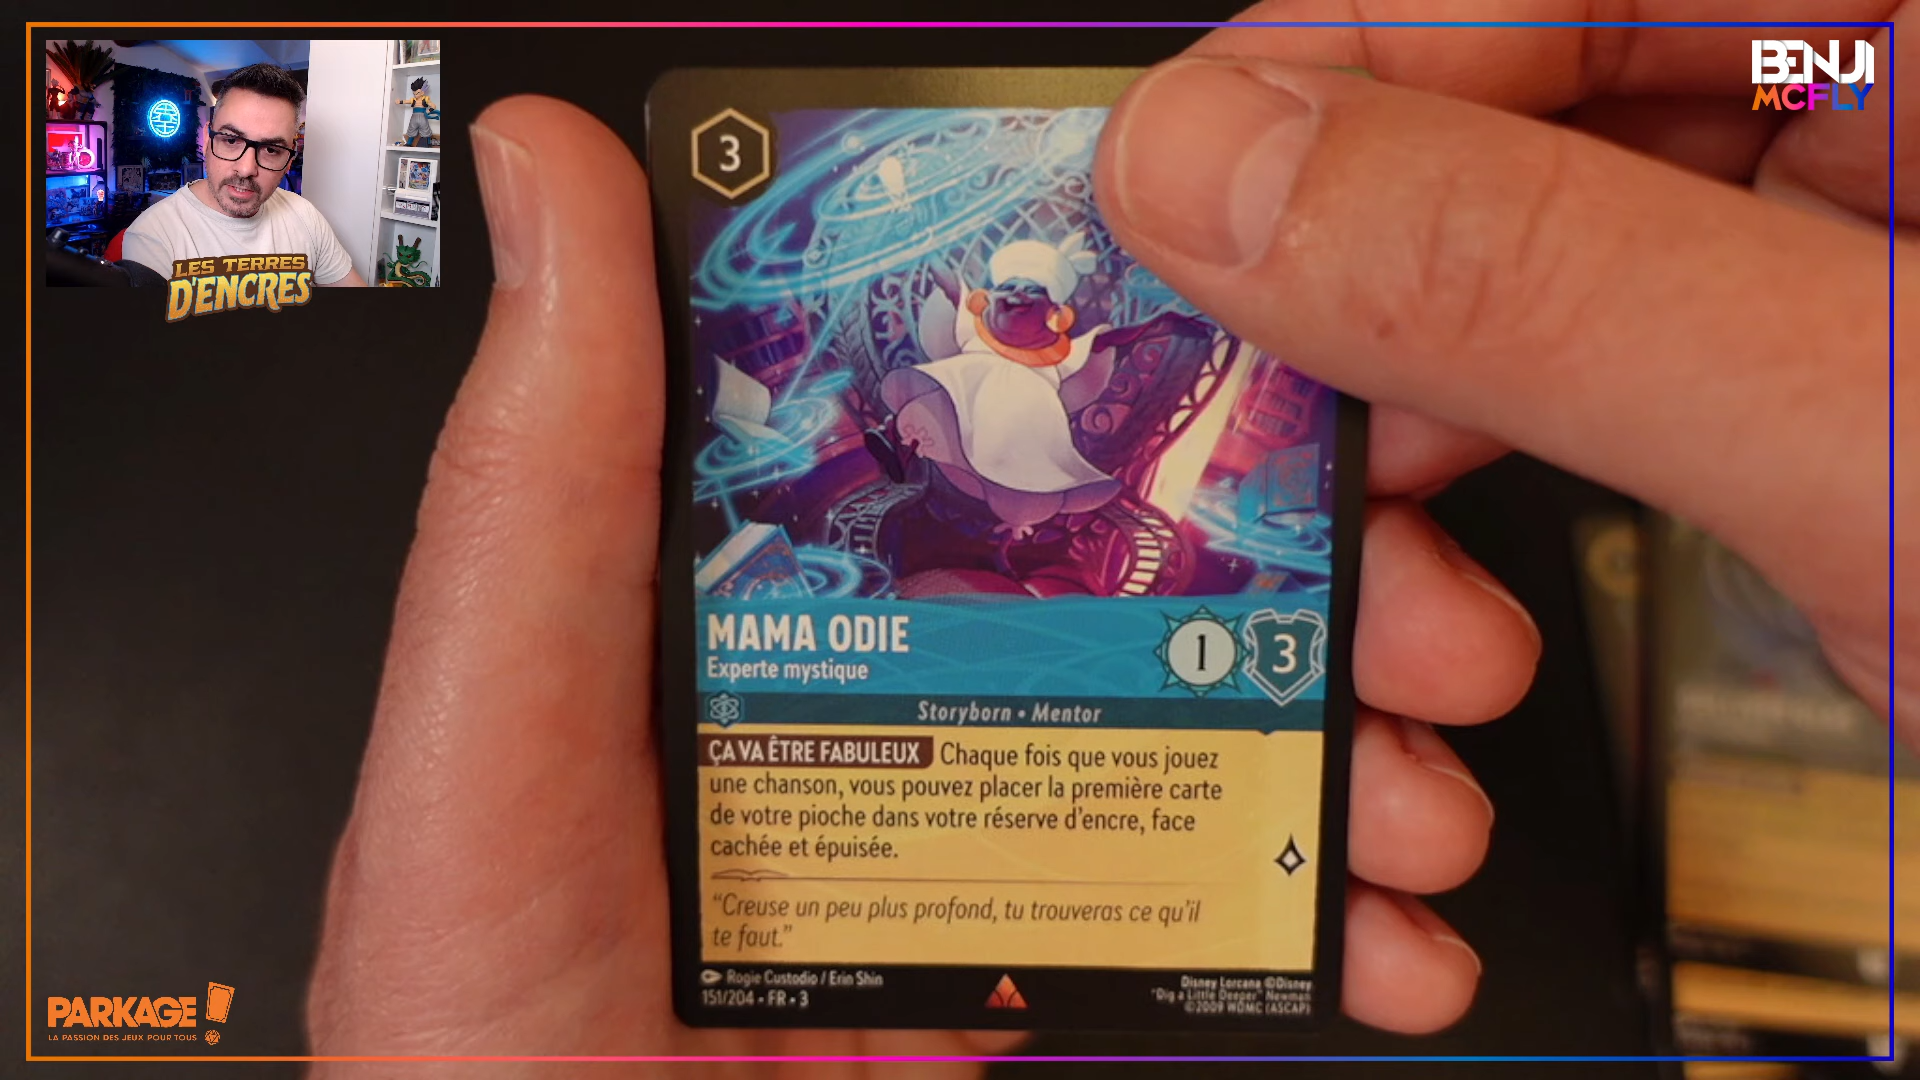 BENJI
MCFLY
LES TERRES
D'ENCRES
3
MAMA ODIE
Experte mystique
1
3
Storyborn • Mentor
ÇA VA ÊTRE FABULEUX Chaque fois que vous jouez
une chanson, vous pouvez placer la première carte
de votre pioche dans votre réserve d'encre, face
cachée et épuisée.
“Creuse un peu plus profond, tu trouveras ce qu'il
te faut.”
Rogie Custodio / Erin Shin
151/204 • FR • 3
Disney Lorcana ©Disney
"Dig a Little Deeper" Newman
©2009 WDMC (ASCAP)
PARKAGE
LA PASSION DES JEUX POUR TOUS